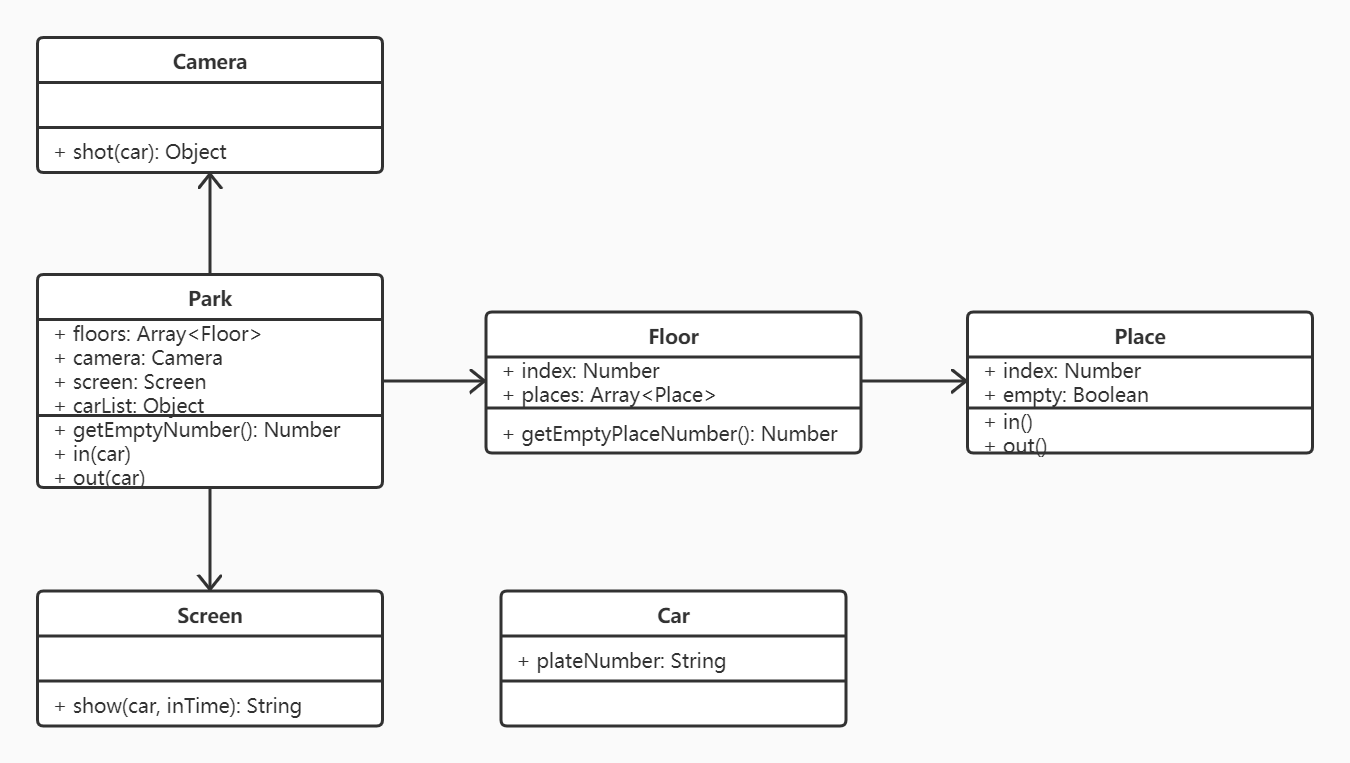 Camera
+ shot(car): Object
Park
+ floors: Array<Floor>
+ camera: Camera
+ screen: Screen
+ carList: Object
+ getEmptyNumber(): Number
+ in(car)
+ out(car)
Floor
+ index: Number
+ places: Array<Place>
+ getEmptyPlaceNumber(): Number
Place
+ index: Number
+ empty: Boolean
+ in()
+ out()
Screen
+ show(car, inTime): String
Car
+ plateNumber: String